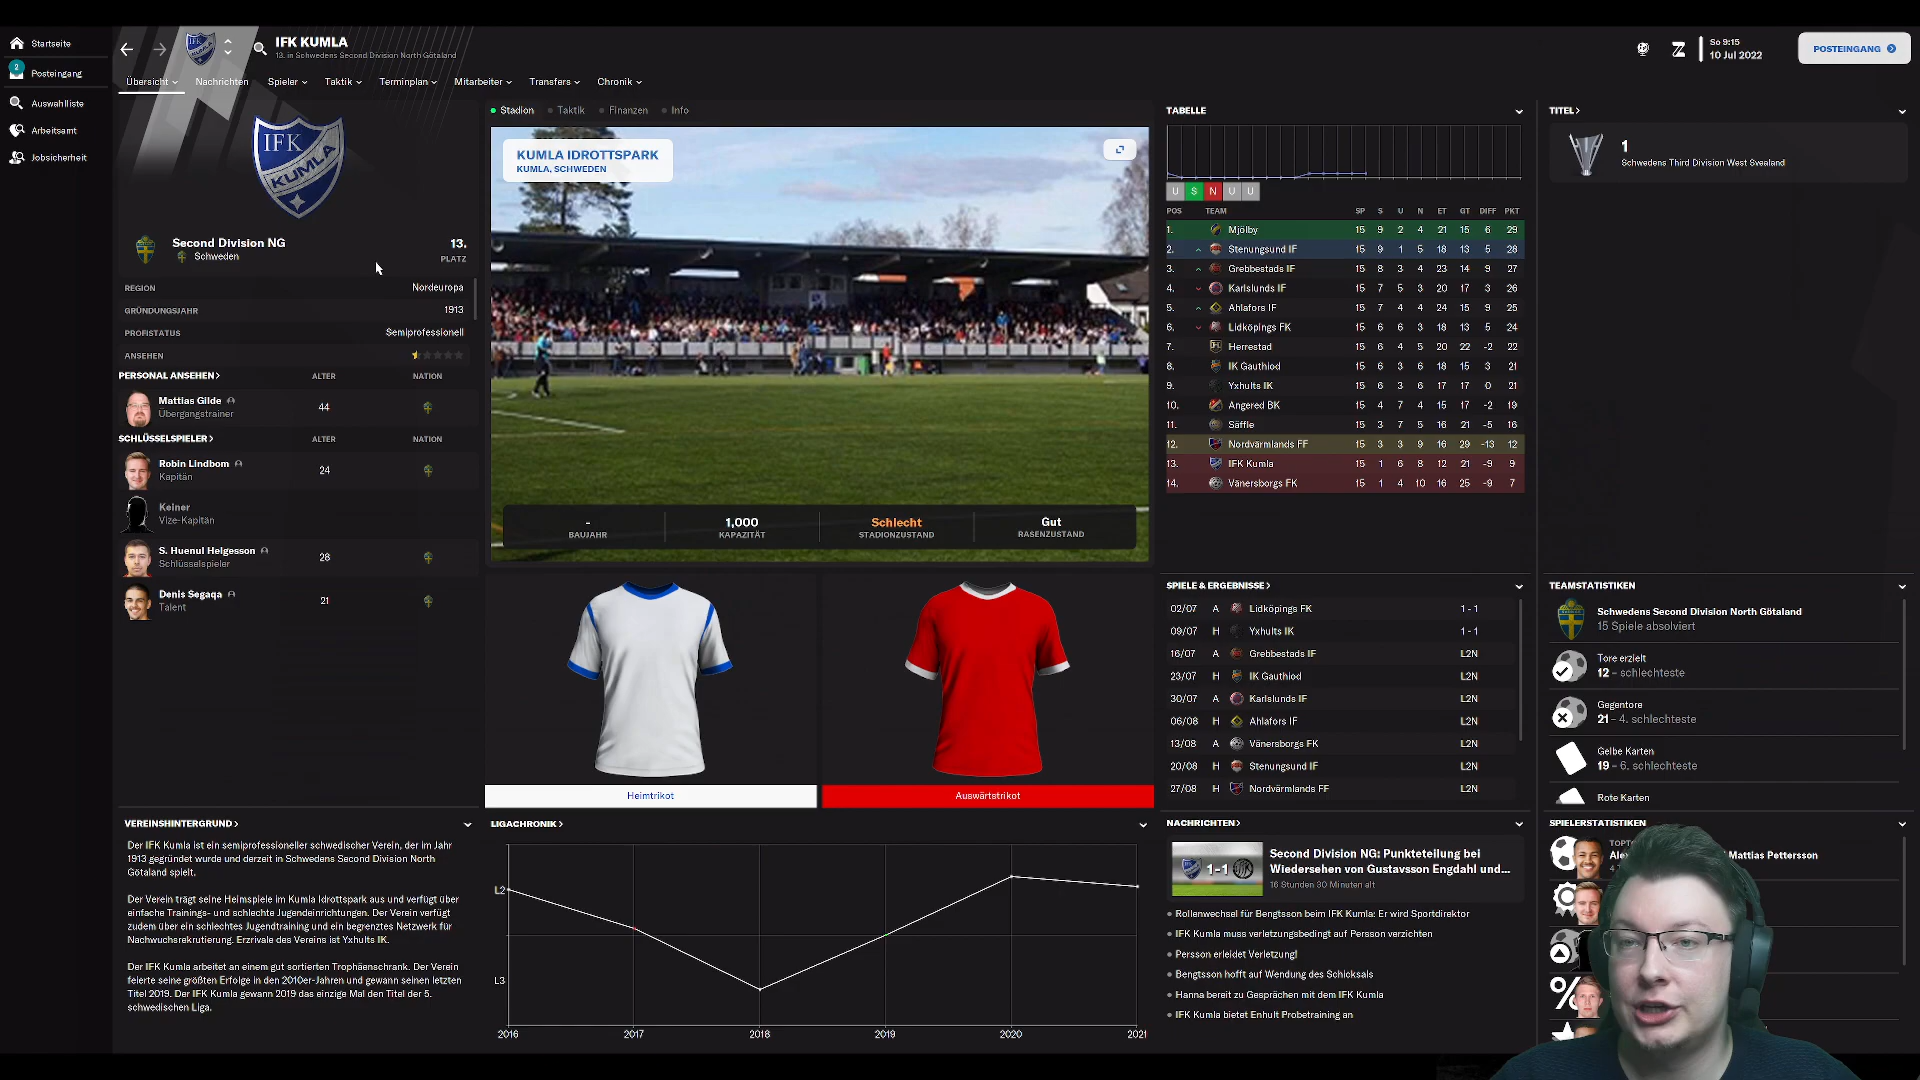 Startseite
2
Posteingang
Auswahlliste
Arbeitsamt
Jobsicherheit
IFK KUMLA
13. in Schwedens Second Division North Götaland
Übersicht
Nachrichten
Spieler
Taktik
Terminplan
Mitarbeiter
Transfers
Chronik
So 9:15
10 Jul 2022
POSTEINGANG
IFK
KUMLA
Second Division NG
Schweden
13.
PLATZ
REGION Nordeuropa
GRÜNDUNGSJAHR 1913
PROFISTATUS Semiprofessionell
ANSEHEN
PERSONAL ANSEHEN> ALTER NATION
Mattias Gilde 44
Übergangstrainer
SCHLÜSSELSPIELER> ALTER NATION
Robin Lindbom 24
Kapitän
Keiner
Vize-Kapitän
S. Huenul Helgesson 28
Schlüsselspieler
Denis Segaqa 21
Talent
Stadion Taktik Finanzen Info
KUMLA IDROTTSPARK
KUMLA, SCHWEDEN
- 1,000 Schlecht Gut
BAUJAHR KAPAZITÄT STADIONZUSTAND RASENZUSTAND
Heimtrikot
Auswärtstrikot
TABELLE
U S N U U
POS TEAM SP S U N ET GT DIFF PKT
1. Mjölby 15 9 2 4 21 15 6 29
2. Stenungsund IF 15 9 1 5 18 13 5 28
3. Grebbestads IF 15 8 3 4 23 14 9 27
4. Karlslunds IF 15 7 5 3 20 17 3 26
5. Ahlafors IF 15 7 4 4 24 15 9 25
6. Lidköpings FK 15 6 6 3 18 13 5 24
7. Herrestad 15 6 4 5 20 22 -2 22
8. IK Gauthiod 15 6 3 6 18 15 3 21
9. Yxhults IK 15 6 3 6 17 17 0 21
10. Angered BK 15 4 7 4 15 17 -2 19
11. Säffle 15 3 7 5 16 21 -5 16
12. Nordvärmlands FF 15 3 3 9 16 29 -13 12
13. IFK Kumla 15 1 6 8 12 21 -9 9
14. Vänersborgs FK 15 1 4 10 16 25 -9 7
SPIELE & ERGEBNISSE>
02/07 A Lidköpings FK 1 - 1
09/07 H Yxhults IK 1 - 1
16/07 A Grebbestads IF L2N
23/07 H IK Gauthiod L2N
30/07 A Karlslunds IF L2N
06/08 H Ahlafors IF L2N
13/08 A Vänersborgs FK L2N
20/08 H Stenungsund IF L2N
27/08 H Nordvärmlands FF L2N
TITEL>
1
Schwedens Third Division West Svealand
TEAMSTATISTIKEN
Schwedens Second Division North Götaland
15 Spiele absolviert
Tore erzielt
12 - schlechteste
Gegentore
21 - 4. schlechteste
Gelbe Karten
19 - 6. schlechteste
Rote Karten
VEREINSHINTERGRUND>
Der IFK Kumla ist ein semiprofessioneller schwedischer Verein, der im Jahr
1913 gegründet wurde und derzeit in Schwedens Second Division North
Götaland spielt.
Der Verein trägt seine Heimspiele im Kumla Idrottspark aus und verfügt über
einfache Trainings- und schlechte Jugendeinrichtungen. Der Verein verfügt
zudem über ein schlechtes Jugendtraining und ein begrenztes Netzwerk für
Nachwuchsrekrutierung. Erzrivale des Vereins ist Yxhults IK.
Der IFK Kumla arbeitet an einem gut sortierten Trophäenschrank. Der Verein
feierte seine größten Erfolge in den 2010er-Jahren und gewann seinen letzten
Titel 2019. Der IFK Kumla gewann 2019 das einzige Mal den Titel der 5.
schwedischen Liga.
LIGACHRONIK>
L2
L3
2016 2017 2018 2019 2020 2021
NACHRICHTEN>
1-1
Second Division NG: Punkteteilung bei
Wiedersehen von Gustavsson Engdahl und...
16 Stunden 30 Minuten alt
Rollenwechsel für Bengtsson beim IFK Kumla: Er wird Sportdirektor
IFK Kumla muss verletzungsbedingt auf Persson verzichten
Persson erleidet Verletzung!
Bengtsson hofft auf Wendung des Schicksals
Hanna bereit zu Gesprächen mit dem IFK Kumla
IFK Kumla bietet Enhult Probetraining an
SPIELERSTATISTIKEN
Mattias Pettersson
%